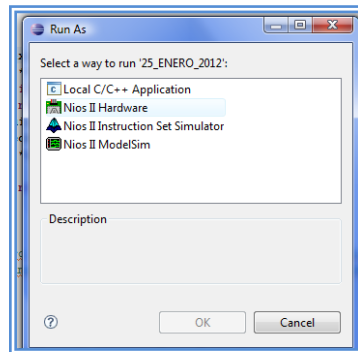 Run As
Select a way to run '25_ENERO_2012':
Local C/C++ Application
Nios II Hardware
Nios II Instruction Set Simulator
Nios II ModelSim
Description
OK
Cancel